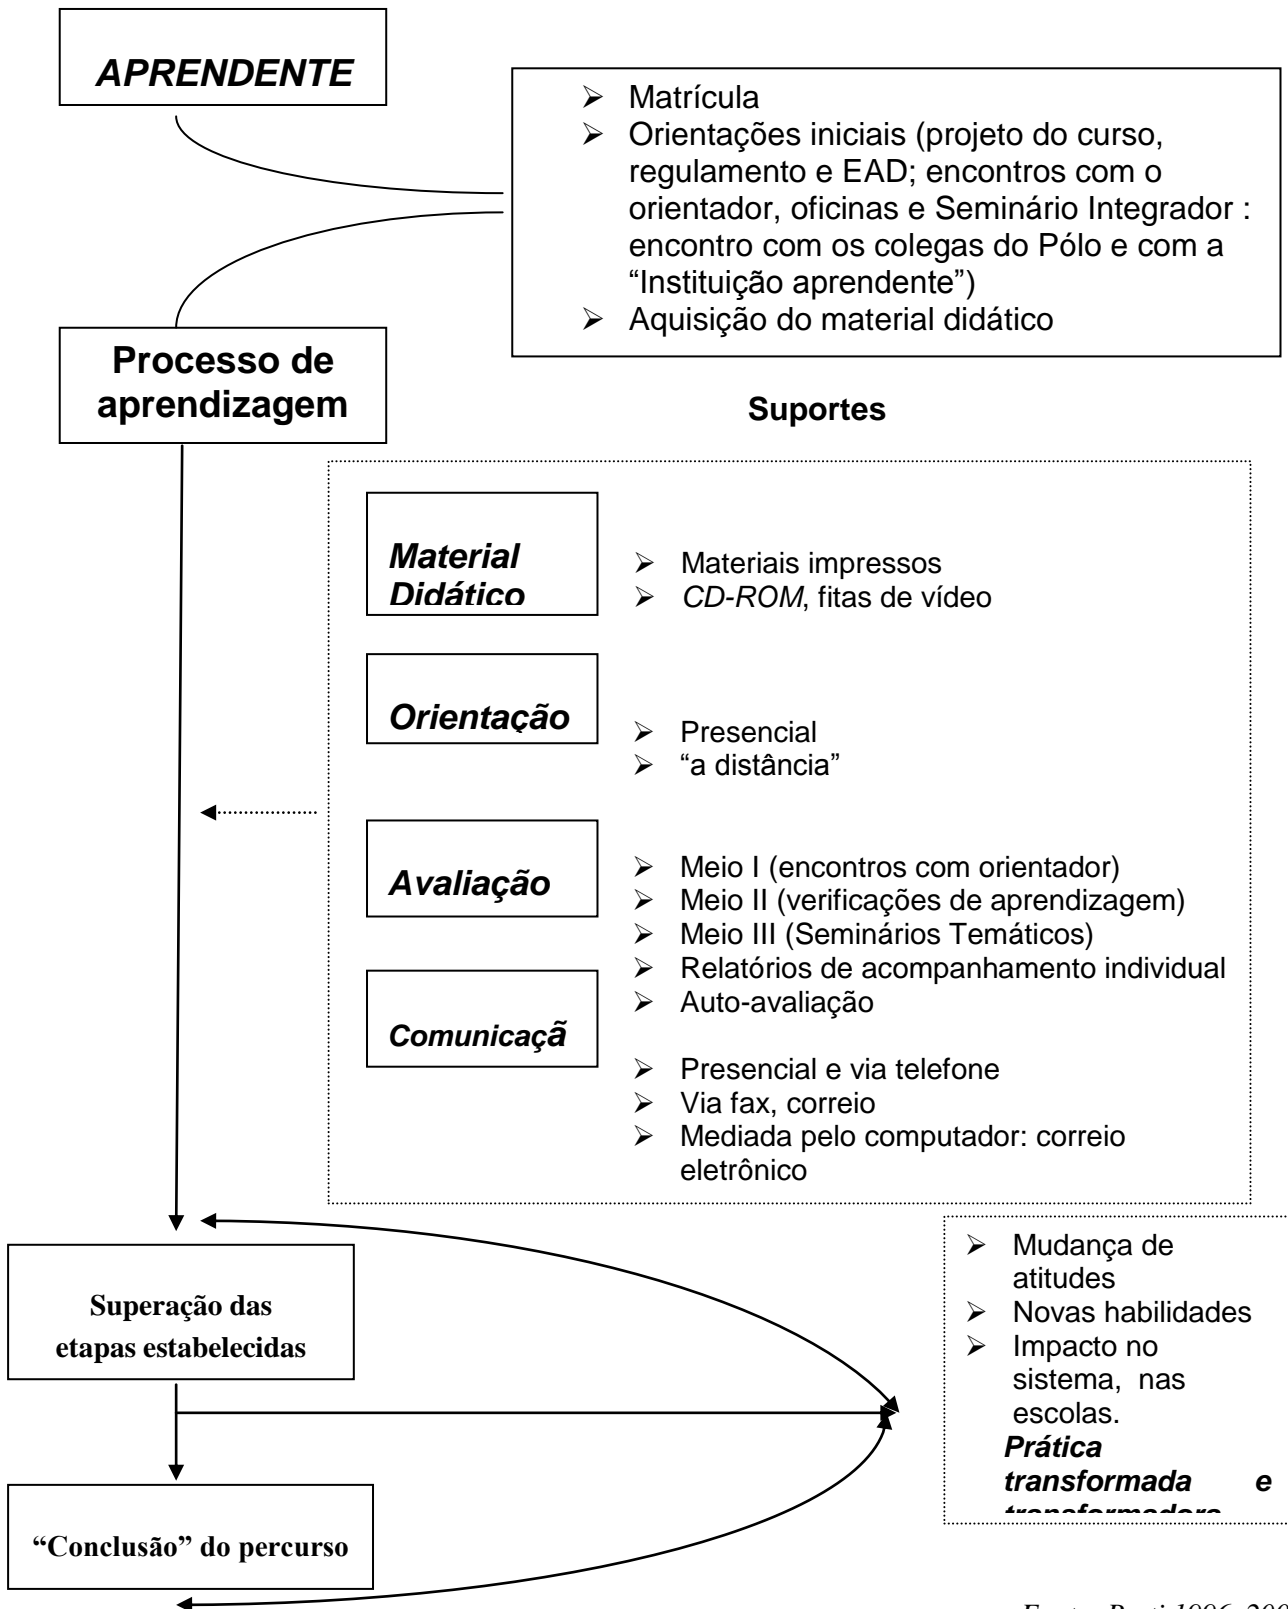 APRENDENTE
➢ Matrícula
➢ Orientações iniciais (projeto do curso,
regulamento e EAD; encontros com o
orientador, oficinas e Seminário Integrador :
encontro com os colegas do Pólo e com a
“Instituição aprendente”)
➢ Aquisição do material didático
Processo de
aprendizagem
Suportes
Material
Didático
➢ Materiais impressos
➢ CD-ROM, fitas de vídeo
Orientação
➢ Presencial
➢ “a distância”
Avaliação
➢ Meio I (encontros com orientador)
➢ Meio II (verificações de aprendizagem)
➢ Meio III (Seminários Temáticos)
➢ Relatórios de acompanhamento individual
➢ Auto-avaliação
Comunicaçã
➢ Presencial e via telefone
➢ Via fax, correio
➢ Mediada pelo computador: correio
eletrônico
Superação das
etapas estabelecidas
➢ Mudança de
atitudes
➢ Novas habilidades
➢ Impacto no
sistema, nas
escolas.
Prática
transformada e
transformadora
“Conclusão” do percurso